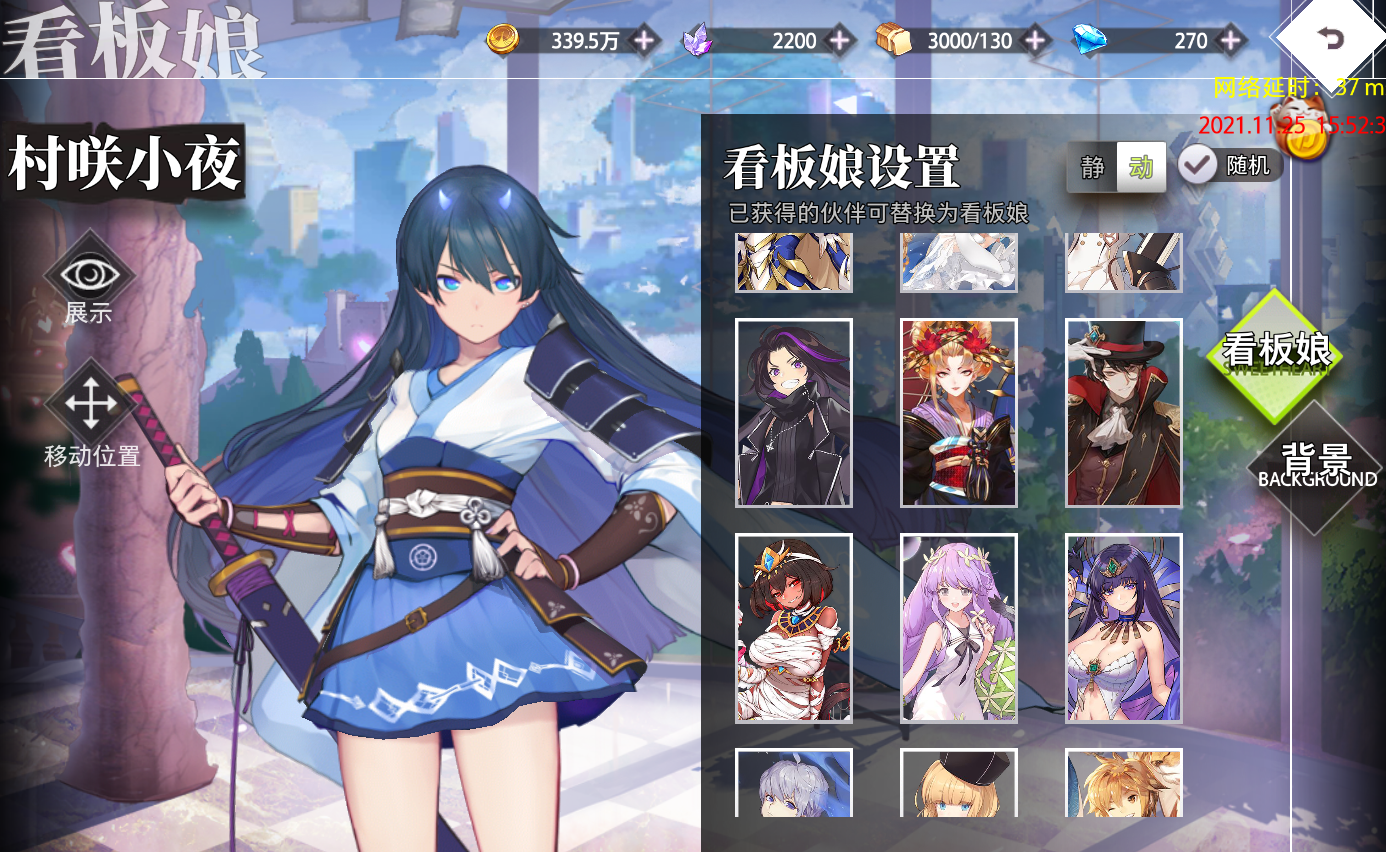 看板娘
339.5万
2200
3000/130
270
网络延时：37m
2021.11.25 15:52:3
村咲小夜
看板娘设置
静
动
随机
已获得的伙伴可替换为看板娘
展示
移动位置
看板娘
SWEETHEART
背景
BACKGROUND